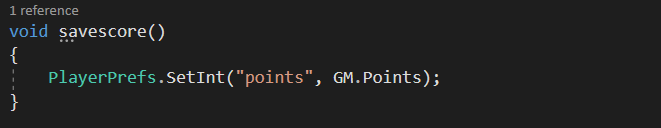 1 reference
void savescore()
{
PlayerPrefs.SetInt("points", GM.Points);
}